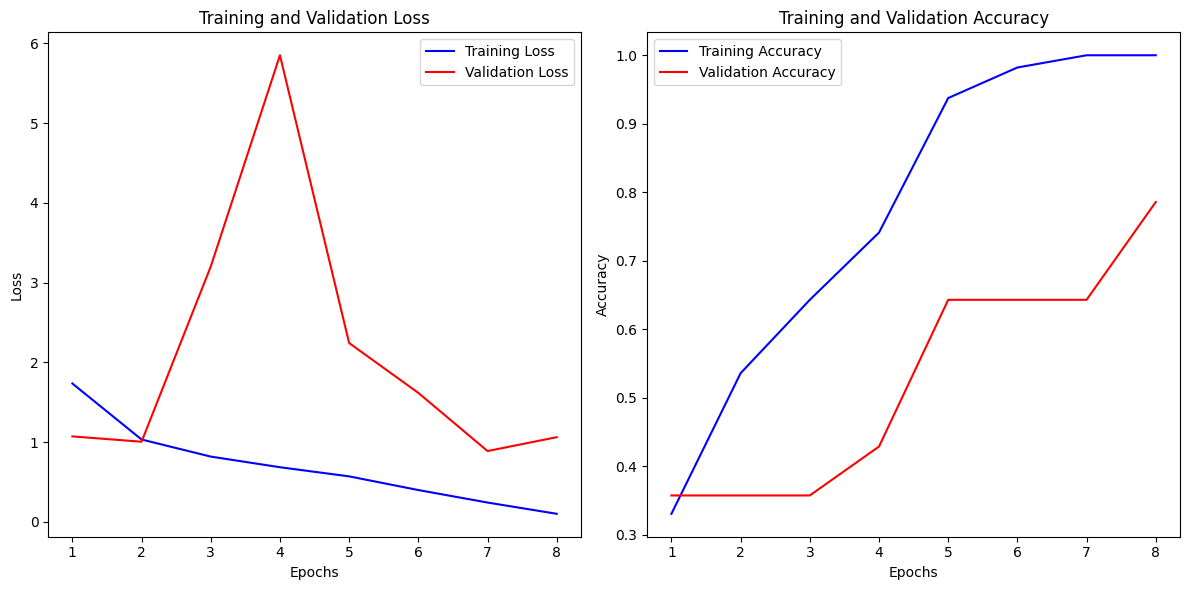 Training and Validation Loss
Training Loss
Validation Loss
6
5
4
3
2
1
0
Loss
1 2 3 4 5 6 7 8
Epochs
Training and Validation Accuracy
Training Accuracy
Validation Accuracy
1.0
0.9
0.8
0.7
0.6
0.5
0.4
0.3
Accuracy
1 2 3 4 5 6 7 8
Epochs